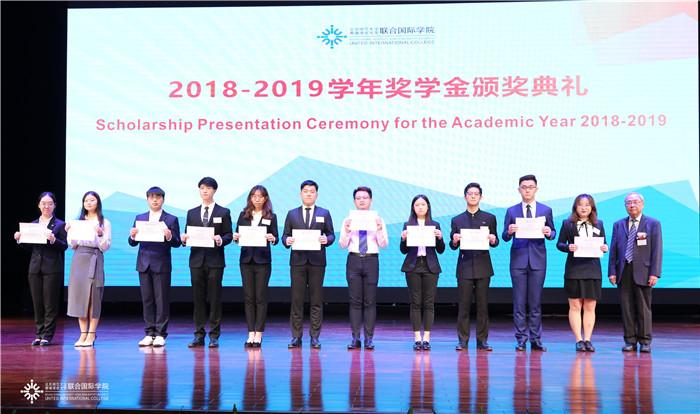 联合国际学院
UNITED INTERNATIONAL COLLEGE
2018-2019学年奖学金颁奖典礼
Scholarship Presentation Ceremony for the Academic Year 2018-2019
联合国际学院
UNITED INTERNATIONAL COLLEGE